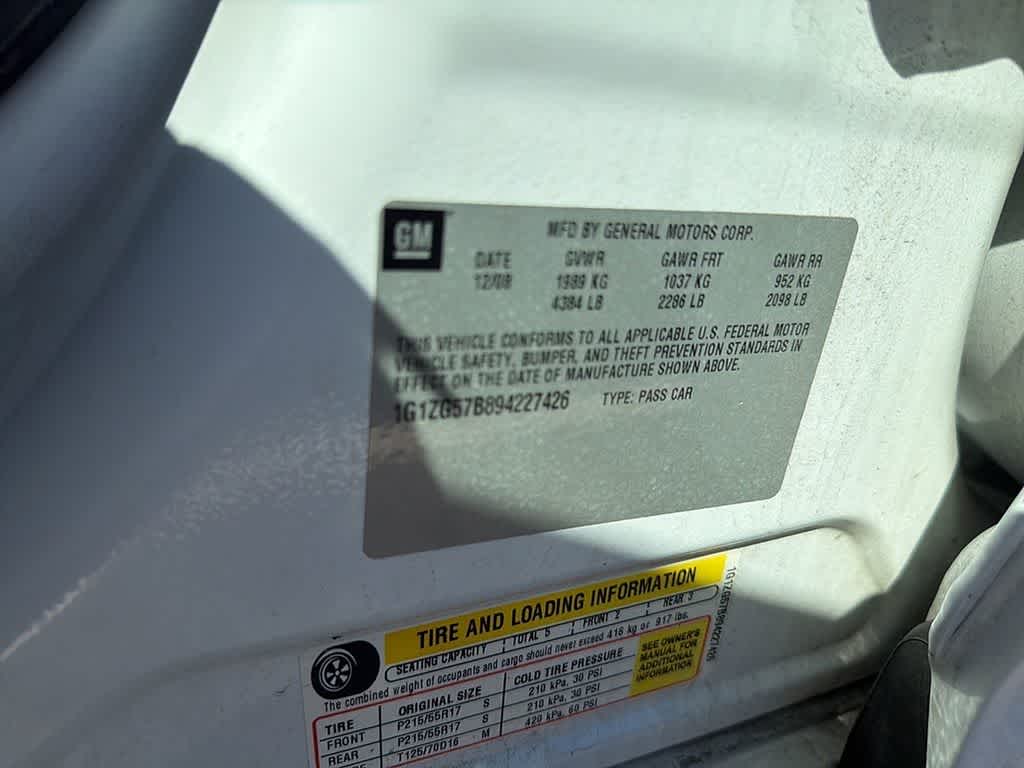 GM
MFD BY GENERAL MOTORS CORP.
DATE GVWR GAWR FRT GAWR RR
12/08 1989 KG 1037 KG 952 KG
4384 LB 2286 LB 2098 LB
THIS VEHICLE CONFORMS TO ALL APPLICABLE U.S. FEDERAL MOTOR
VEHICLE SAFETY, BUMPER, AND THEFT PREVENTION STANDARDS IN
EFFECT ON THE DATE OF MANUFACTURE SHOWN ABOVE.
1G1ZG57B894227426 TYPE: PASS CAR
TIRE AND LOADING INFORMATION
SEATING CAPACITY TOTAL 5 FRONT 2 REAR 3
The combined weight of occupants and cargo should never exceed 416 kg or 917 lbs.
TIRE ORIGINAL SIZE COLD TIRE PRESSURE
FRONT P215/55R17 S 210 kPa, 30 PSI
REAR P215/55R17 S 210 kPa, 30 PSI
T125/70D16 M 420 kPa, 60 PSI
SEE OWNER'S
MANUAL FOR
ADDITIONAL
INFORMATION